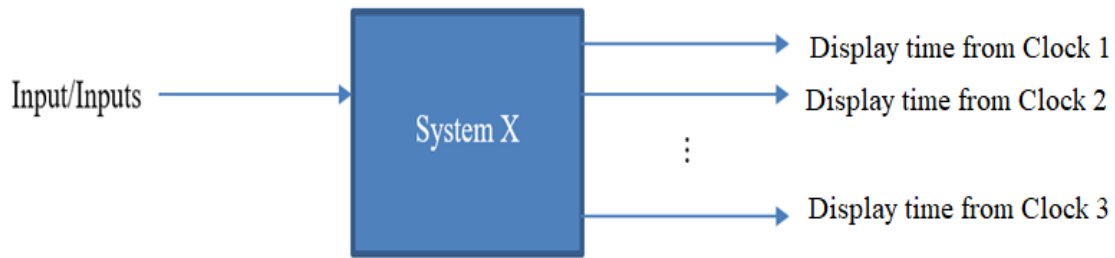 Display time from Clock 1
Input/Inputs
Display time from Clock 2
System X
⋮
Display time from Clock 3